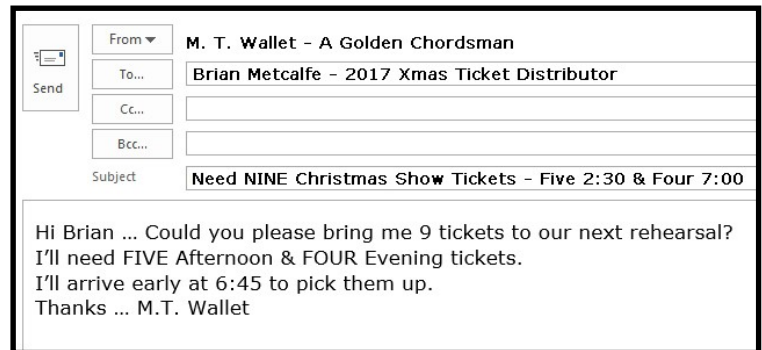 From ▾ M. T. Wallet - A Golden Chordsman
To... Brian Metcalfe - 2017 Xmas Ticket Distributor
Send
Cc...
Bcc...
Subject Need NINE Christmas Show Tickets - Five 2:30 & Four 7:00
Hi Brian ... Could you please bring me 9 tickets to our next rehearsal?
I'll need FIVE Afternoon & FOUR Evening tickets.
I'll arrive early at 6:45 to pick them up.
Thanks ... M.T. Wallet